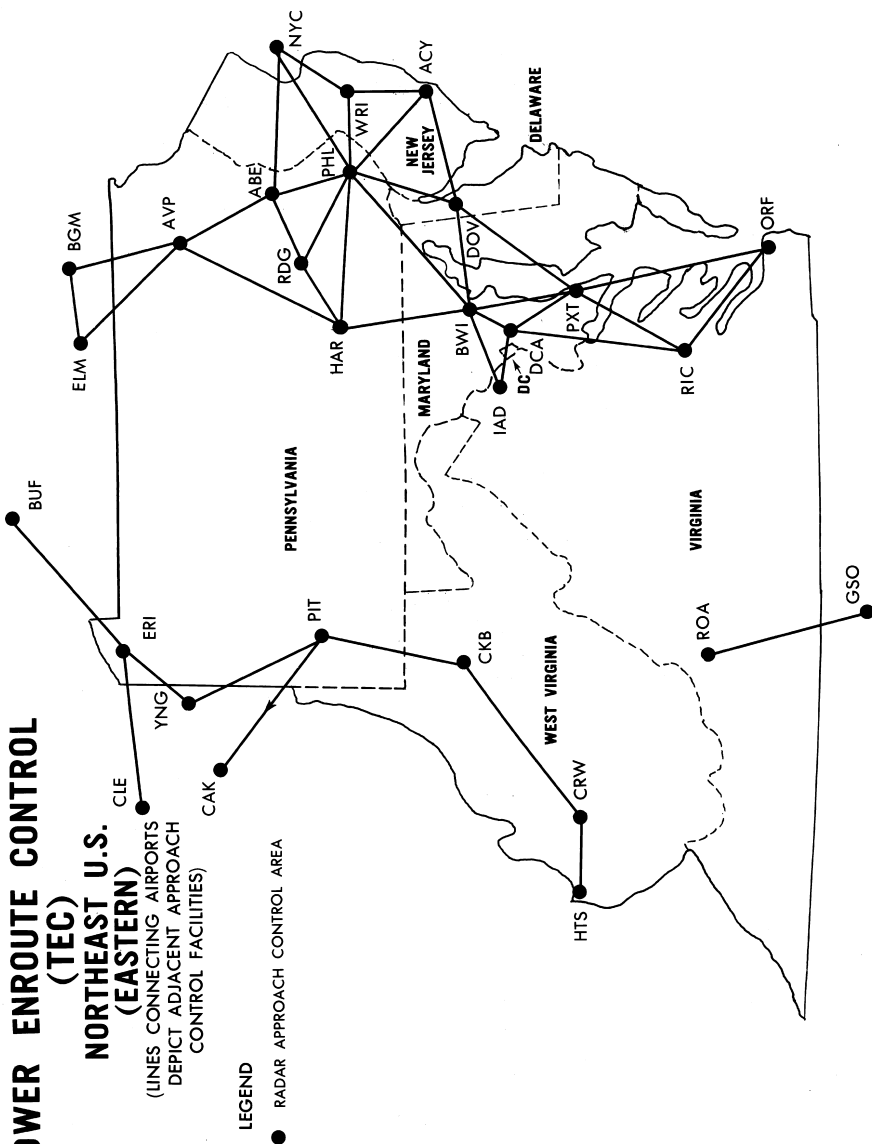 OWER ENROUTE CONTROL
(TEC)
NORTHEAST U.S.
(EASTERN)
(LINES CONNECTING AIRPORTS
DEPICT ADJACENT APPROACH
CONTROL FACILITIES)
LEGEND
RADAR APPROACH CONTROL AREA
BUF
BGM
ELM
AVP
NYC
ERI
CLE
YNG
CAK
PIT
ABE
RDG
HAR
PHL
WRI
ACY
NEW
JERSEY
DELAWARE
PENNSYLVANIA
MARYLAND
BWI
DOV
IAD
DC
DCA
PXT
ORF
RIC
CKB
WEST VIRGINIA
VIRGINIA
CRW
HTS
ROA
GSO